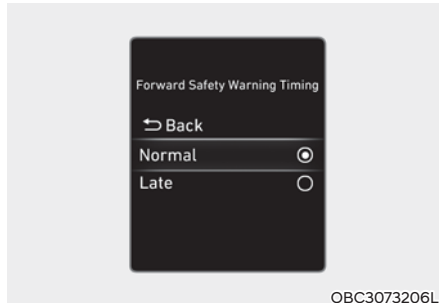 Forward Safety Warning Timing
Back
Normal
Late
OBC3073206L